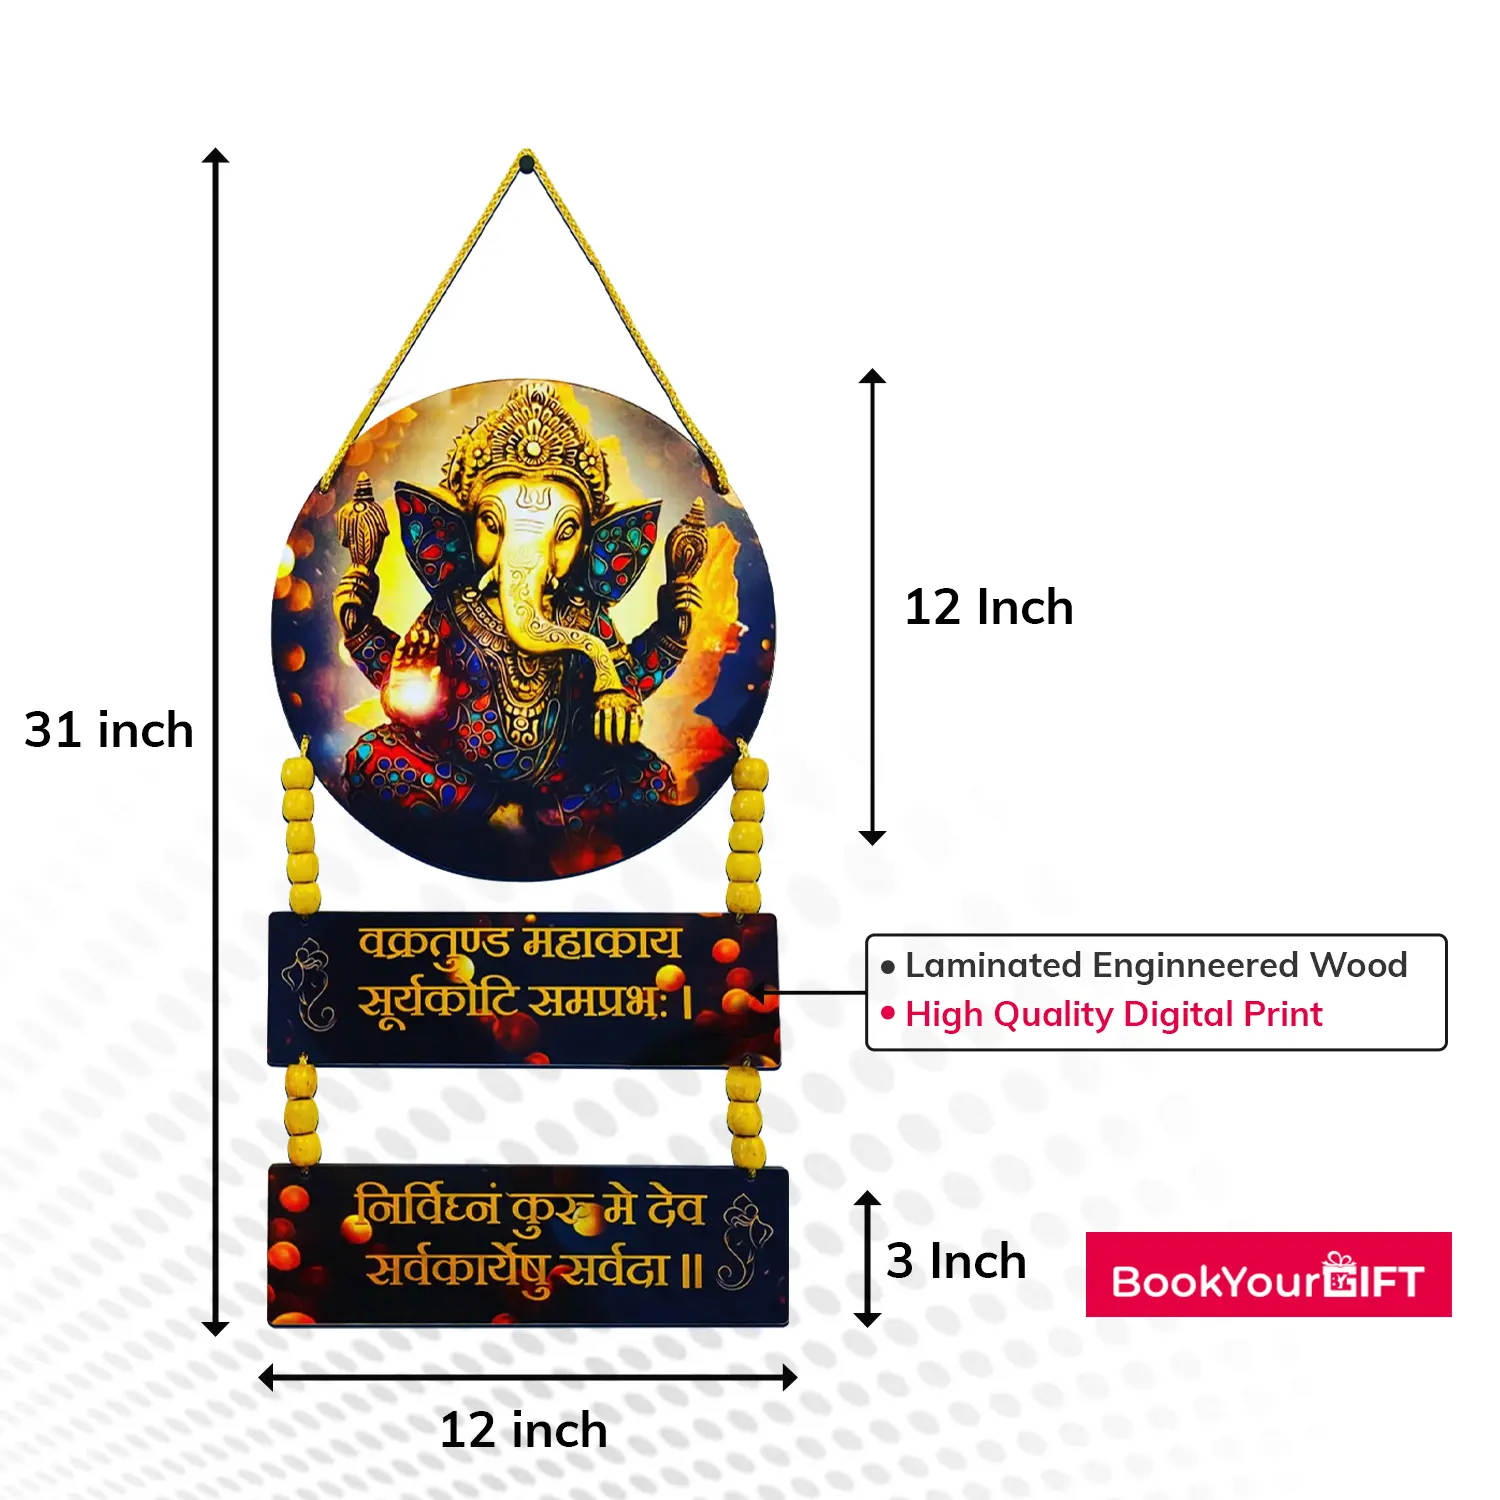 31 inch
12 Inch
वक्रतुण्ड महाकाय
सूर्यकोटि समप्रभ: ।
• Laminated Enginneered Wood
• High Quality Digital Print
निर्विघ्नं कुरु मे देव
सर्वकार्येषु सर्वदा ॥
3 Inch
BookYourGIFT
12 inch